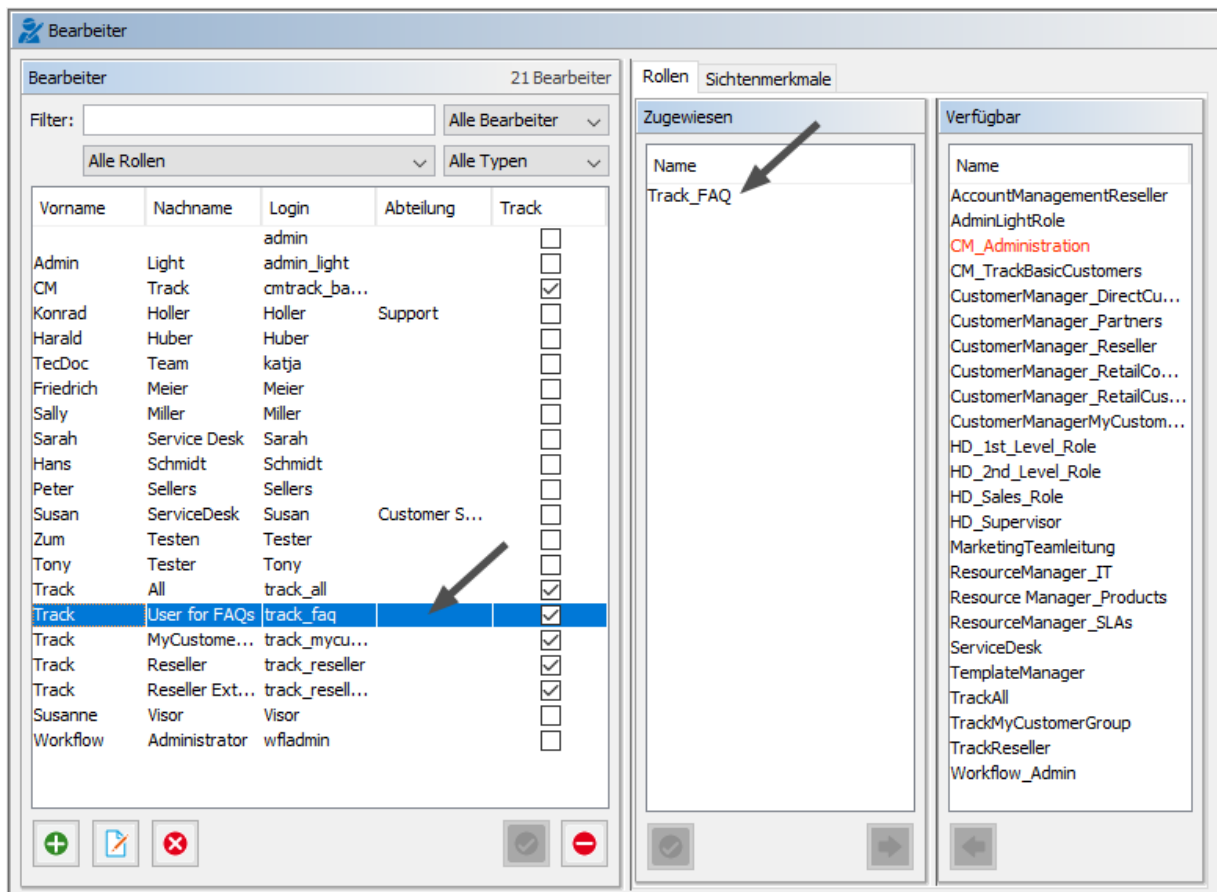 Bearbeiter
Bearbeiter 21 Bearbeiter
Filter: Alle Bearbeiter
Alle Rollen Alle Typen
Vorname Nachname Login Abteilung Track
admin
Admin Light admin_light
CM Track cmtrack_ba...
Konrad Holler Holler Support
Harald Huber Huber
TecDoc Team katja
Friedrich Meier Meier
Sally Miller Miller
Sarah Service Desk Sarah
Hans Schmidt Schmidt
Peter Sellers Sellers
Susan ServiceDesk Susan Customer S...
Zum Testen Tester
Tony Tester Tony
Track All track_all
Track User for FAQs track_faq
Track MyCustome... track_mycu...
Track Reseller track_reseller
Track Reseller Ext... track_resell...
Susanne Visor Visor
Workflow Administrator wfladmin
Rollen Sichtenmerkmale
Zugewiesen
Name
Track_FAQ
Verfügbar
Name
AccountManagementReseller
AdminLightRole
CM_Administration
CM_TrackBasicCustomers
CustomerManager_DirectCu...
CustomerManager_Partners
CustomerManager_Reseller
CustomerManager_RetailCo...
CustomerManager_RetailCus...
CustomerManagerMyCustom...
HD_1st_Level_Role
HD_2nd_Level_Role
HD_Sales_Role
HD_Supervisor
MarketingTeamleitung
ResourceManager_IT
Resource Manager_Products
ResourceManager_SLAs
ServiceDesk
TemplateManager
TrackAll
TrackMyCustomerGroup
TrackReseller
Workflow_Admin